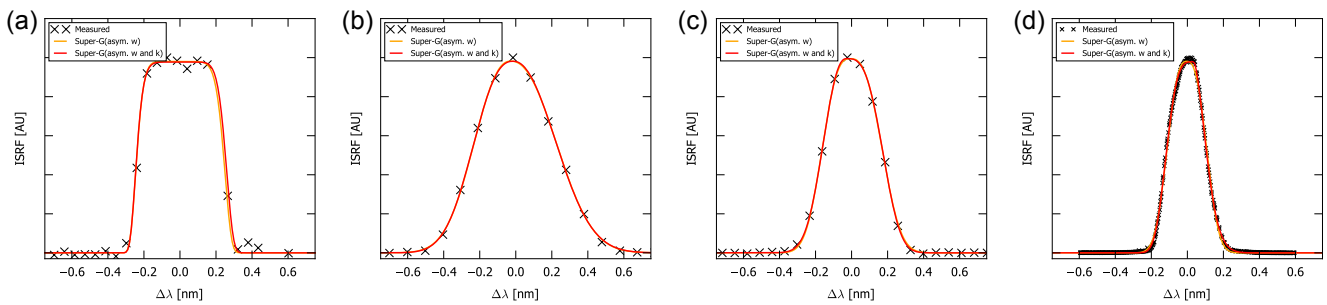 (a)
Measured
Super-G(asym. w)
Super-G(asym. w and k)
ISRF [AU]
−0.6 −0.4 −0.2 0.0 0.2 0.4 0.6
Δλ [nm]
(b)
Measured
Super-G(asym. w)
Super-G(asym. w and k)
ISRF [AU]
−0.6 −0.4 −0.2 0.0 0.2 0.4 0.6
Δλ [nm]
(c)
Measured
Super-G(asym. w)
Super-G(asym. w and k)
ISRF [AU]
−0.6 −0.4 −0.2 0.0 0.2 0.4 0.6
Δλ [nm]
(d)
Measured
Super-G(asym. w)
Super-G(asym. w and k)
ISRF [AU]
−0.6 −0.4 −0.2 0.0 0.2 0.4 0.6
Δλ [nm]